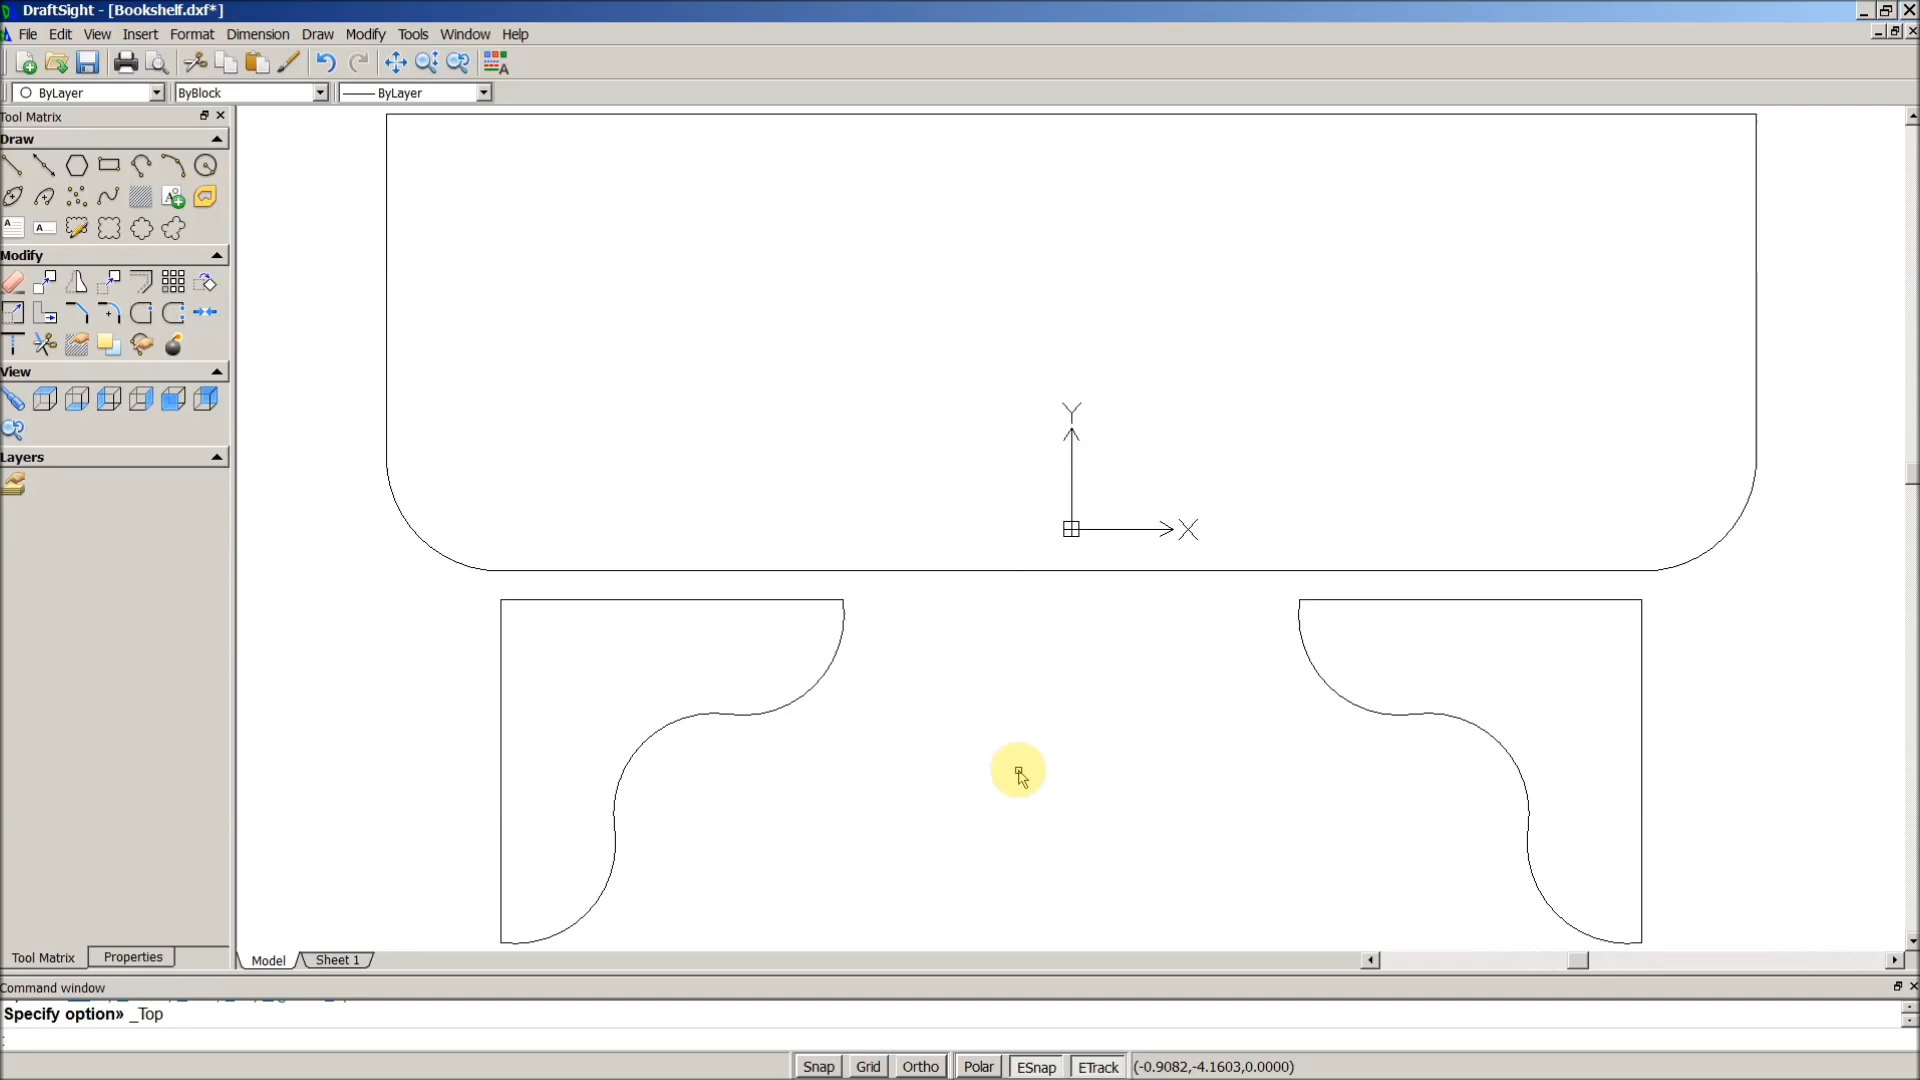 DraftSight - [Bookshelf.dxf*]
File Edit View Insert Format Dimension Draw Modify Tools Window Help
ByLayer ByBlock ByLayer
Tool Matrix
Draw
Modify
View
Layers
Y
X
Tool Matrix Properties
Model Sheet 1
Command window
Specify option» _Top
:
Snap Grid Ortho Polar ESnap ETrack (-0.9082,-4.1603,0.0000)